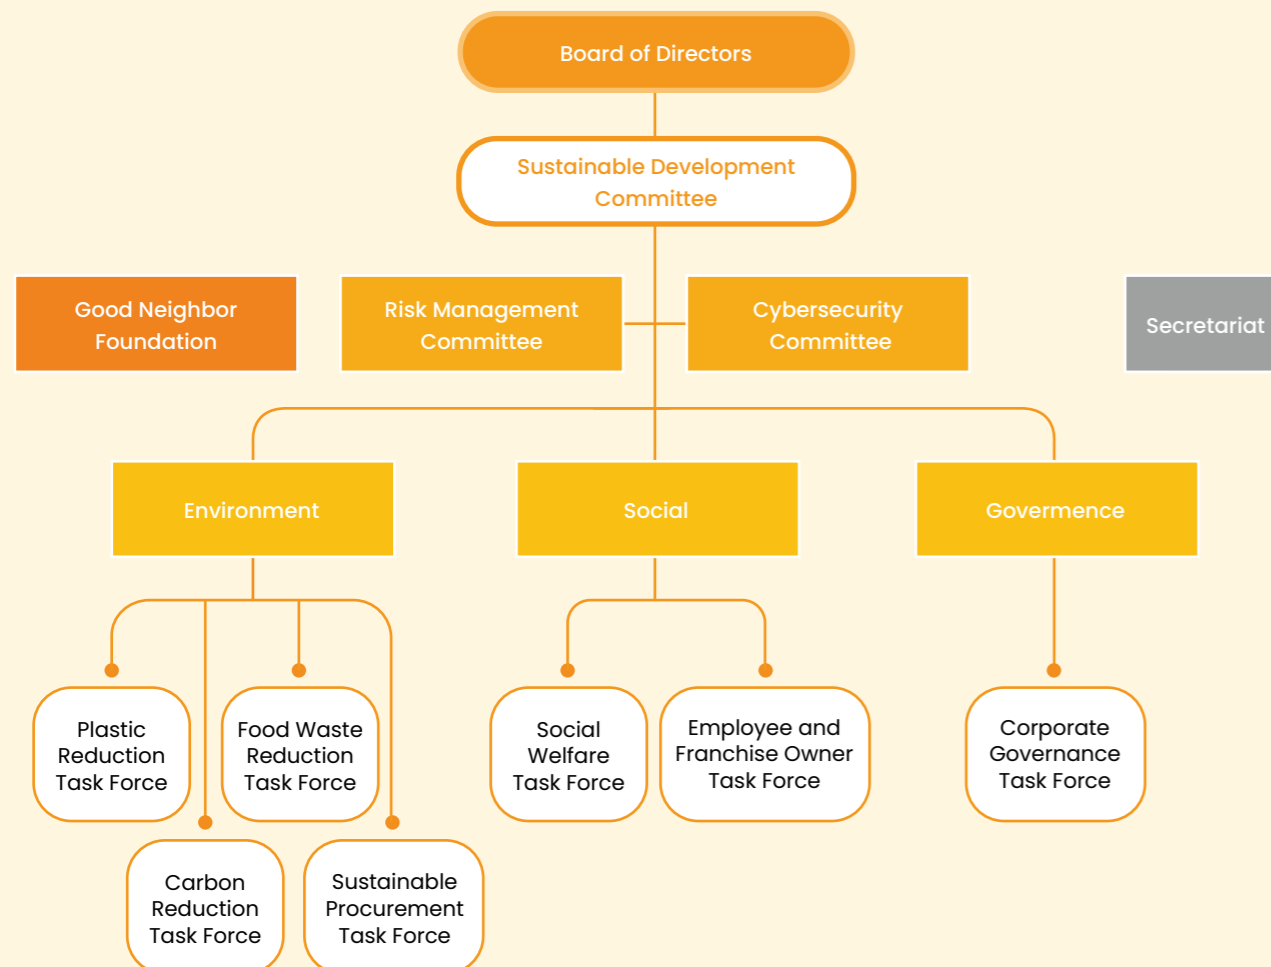 Board of Directors
Sustainable Development
Committee
Good Neighbor
Foundation
Risk Management
Committee
Cybersecurity
Committee
Secretariat
Environment
Social
Govermence
Plastic
Reduction
Task Force
Food Waste
Reduction
Task Force
Social
Welfare
Task Force
Employee and
Franchise Owner
Task Force
Corporate
Governance
Task Force
Carbon
Reduction
Task Force
Sustainable
Procurement
Task Force